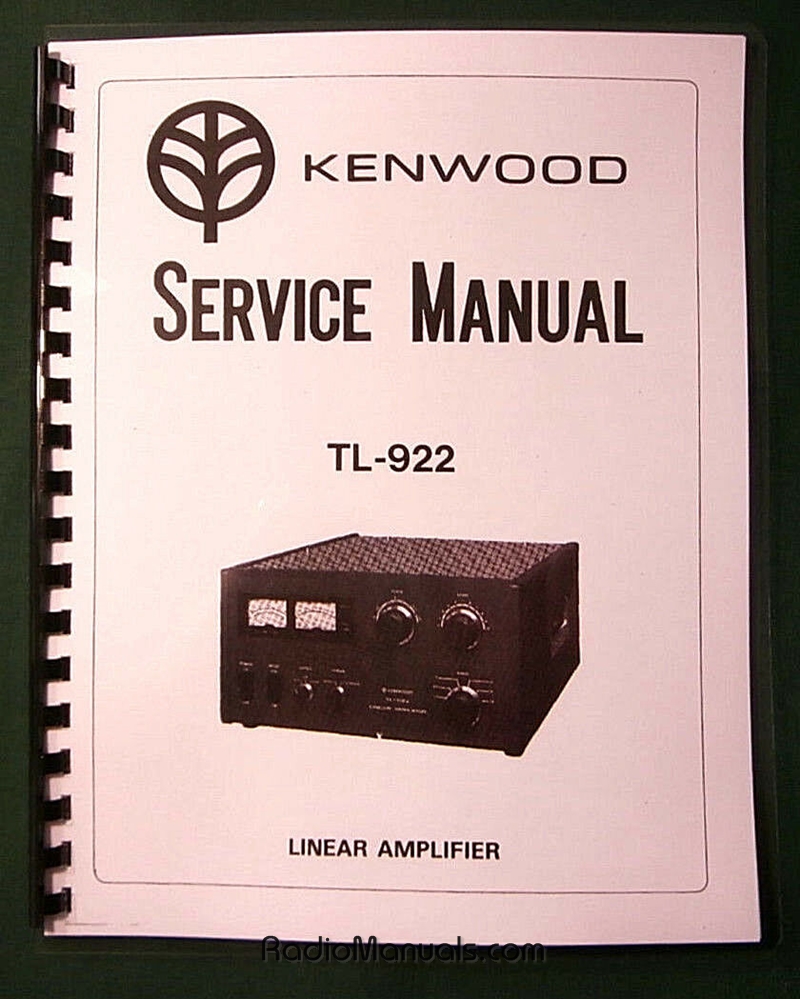 KENWOOD
SERVICE MANUAL
TL-922
LINEAR AMPLIFIER
RadioManuals.com